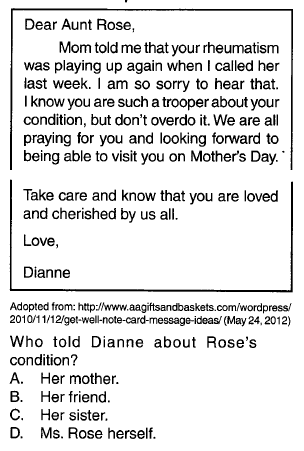 Dear Aunt Rose,
Mom told me that your rheumatism
was playing up again when I called her
last week. I am so sorry to hear that.
I know you are such a trooper about your
condition, but don't overdo it. We are all
praying for you and looking forward to
being able to visit you on Mother's Day.
Take care and know that you are loved
and cherished by us all.
Love,
Dianne
Adopted from: http://www.aagiftsandbaskets.com/wordpress/
2010/11/12/get-well-note-card-message-ideas/ (May 24, 2012)
Who told Dianne about Rose's
condition?
A. Her mother.
B. Her friend.
C. Her sister.
D. Ms. Rose herself.